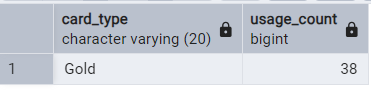 card_type usage_count
character varying (20) bigint
1 Gold 38